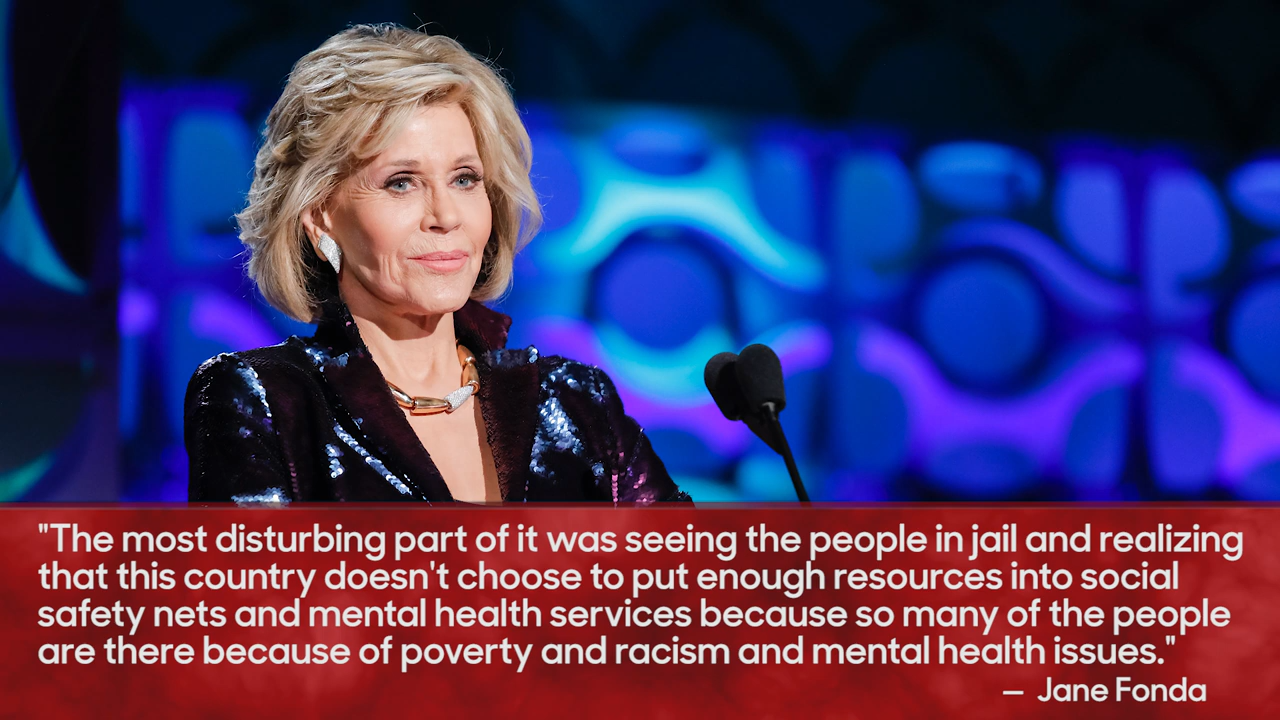 "The most disturbing part of it was seeing the people in jail and realizing
that this country doesn't choose to put enough resources into social
safety nets and mental health services because so many of the people
are there because of poverty and racism and mental health issues."
— Jane Fonda